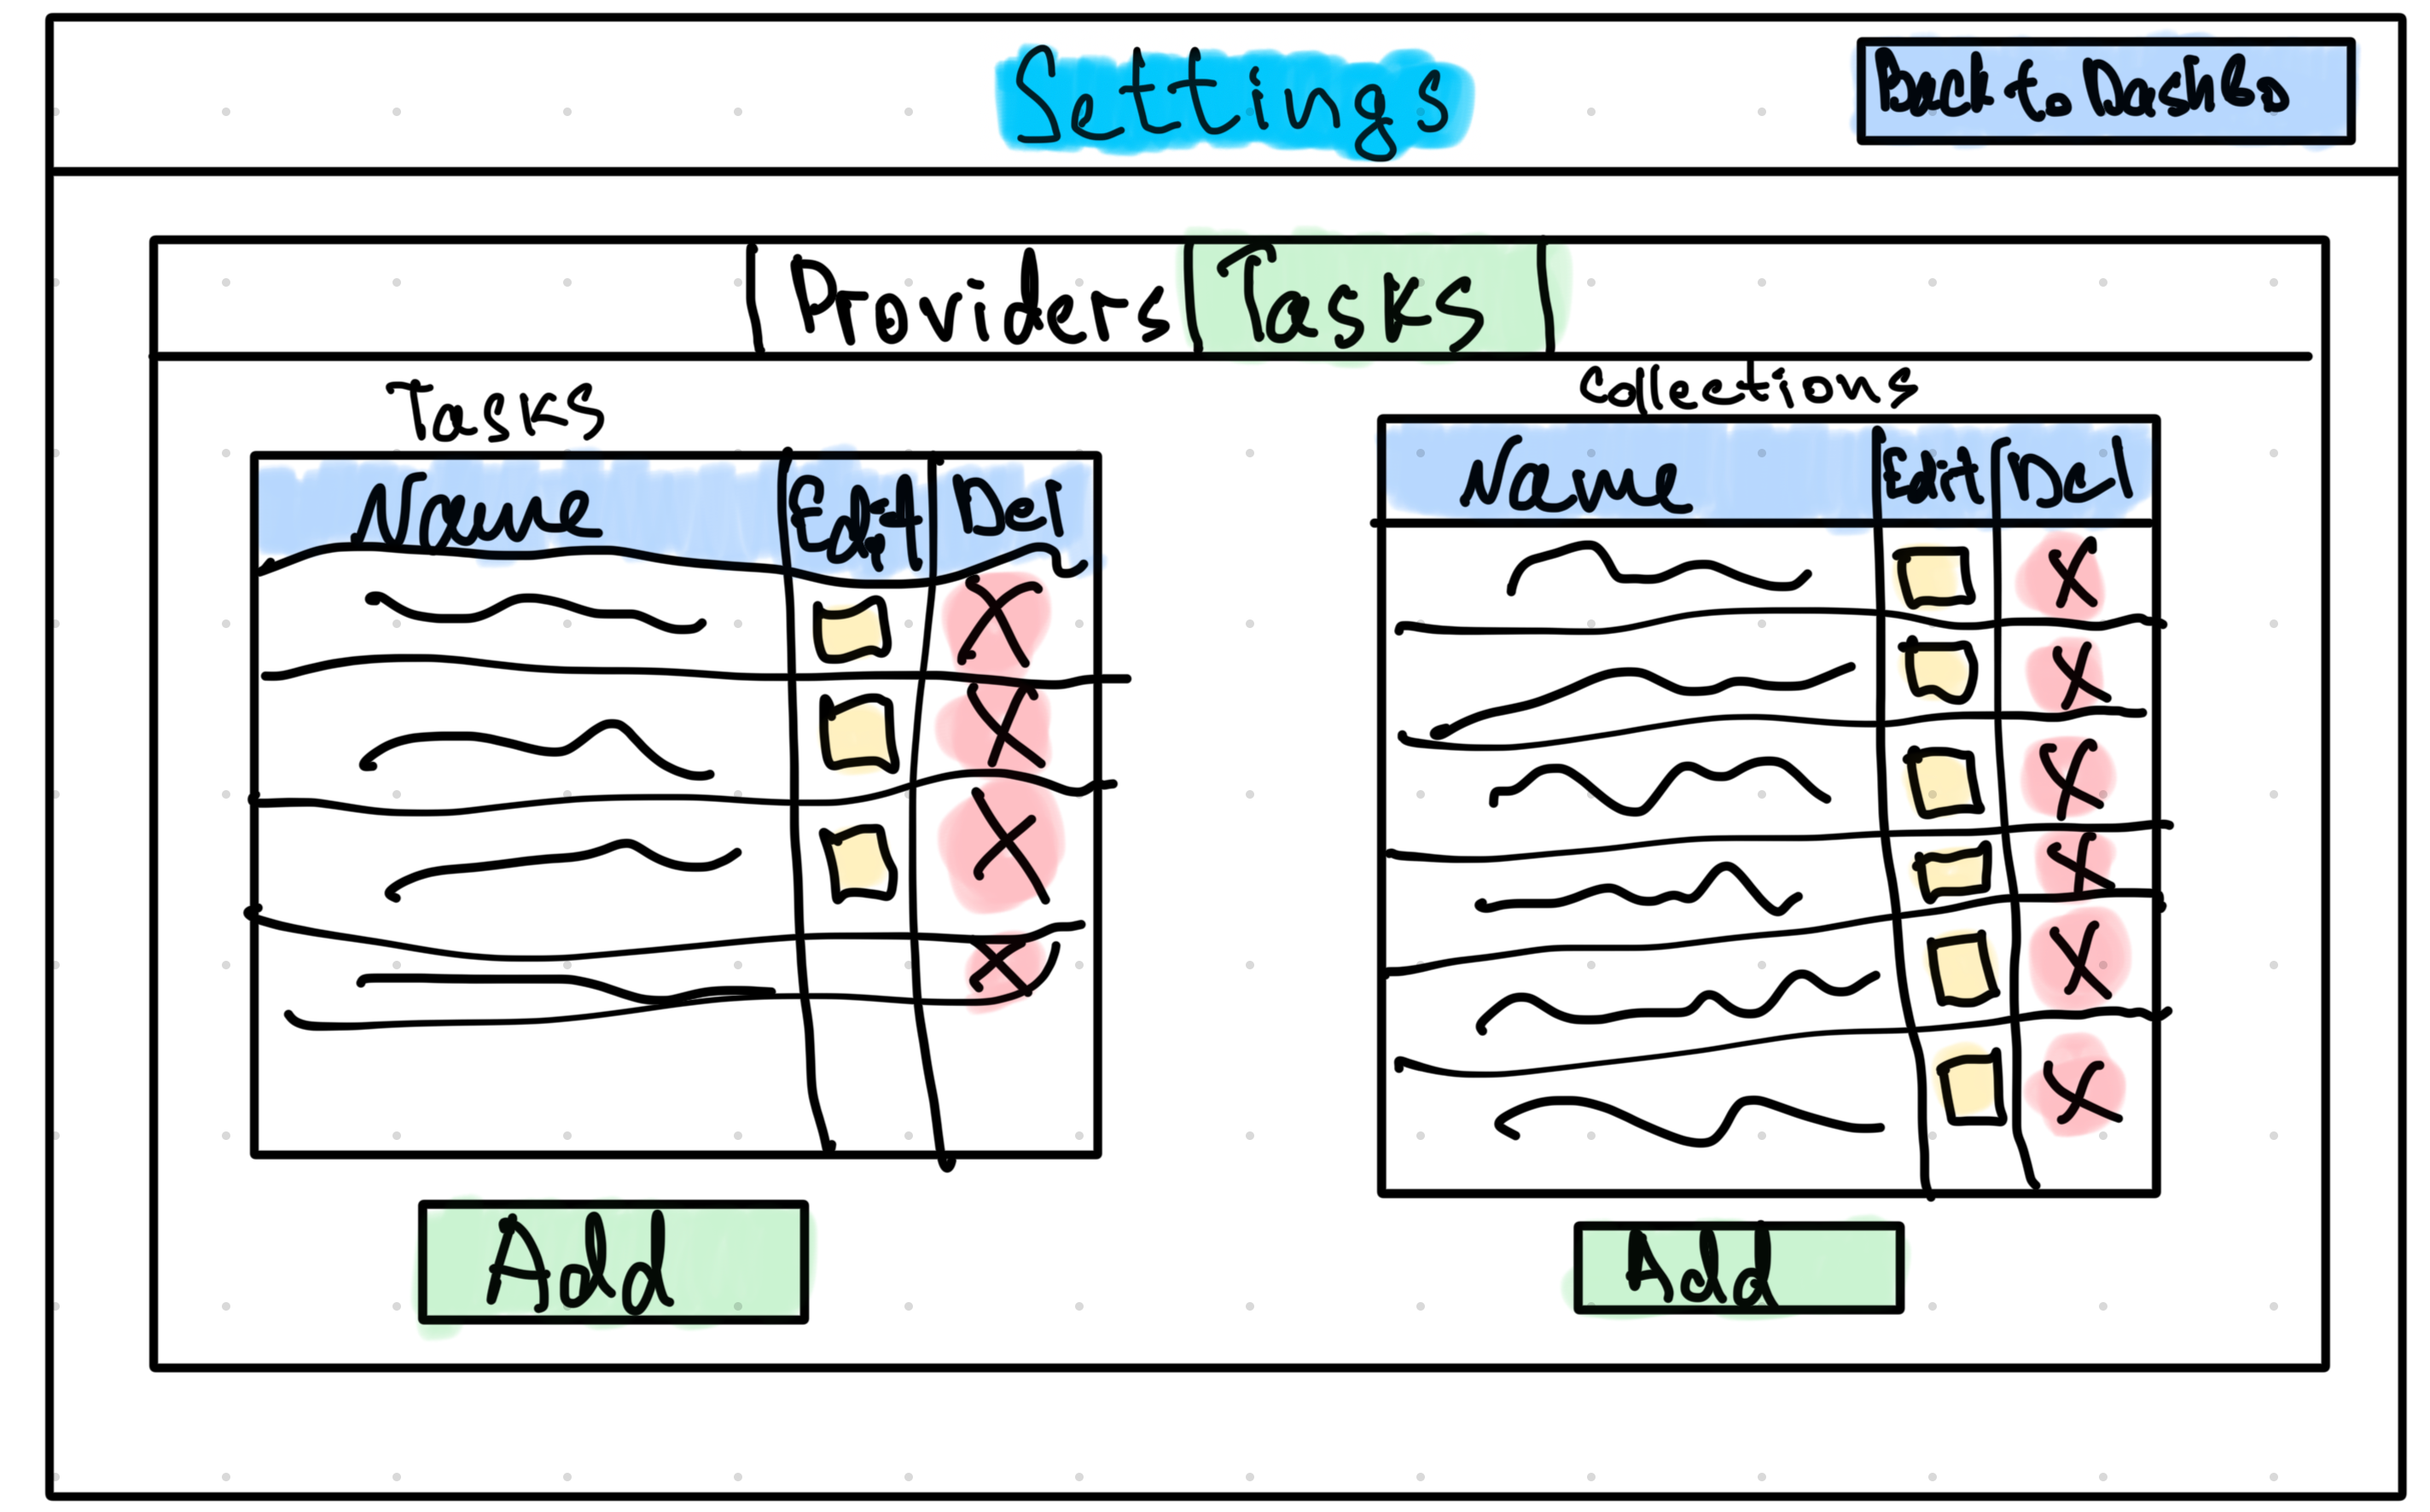 Settings
Back to DashBo
Providers Tasks
Tasks
Name Edit Del
Add
Collections
Name Edit Del
Add